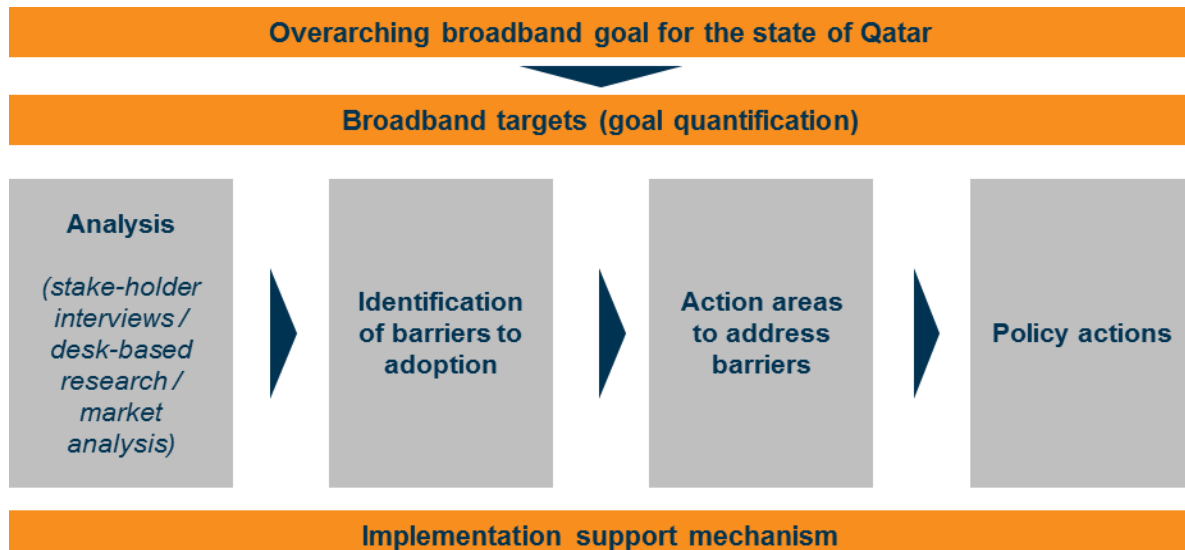 Overarching broadband goal for the state of Qatar
Broadband targets (goal quantification)
Analysis
(stake-holder
interviews /
desk-based
research /
market
analysis)
Identification
of barriers to
adoption
Action areas
to address
barriers
Policy actions
Implementation support mechanism